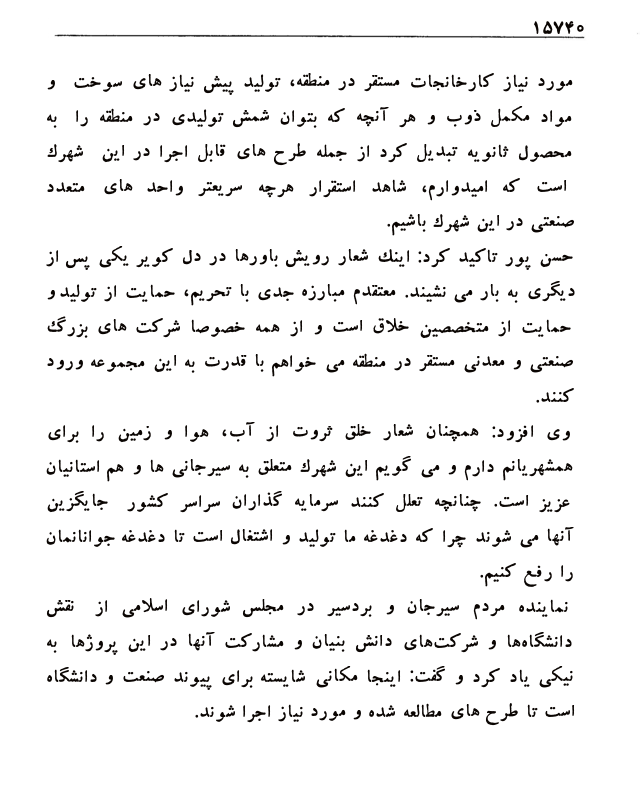 ۱۵۷۴۰
مورد نیاز کارخانجات مستقر در منطقه، تولید پیش نیاز های سوخت و
مواد مکمل ذوب و هر آنچه که بتوان شمش تولیدی در منطقه را به
محصول ثانویه تبدیل کرد از جمله طرح های قابل اجرا در این شهرك
است که امیدوارم، شاهد استقرار هرچه سریعتر واحد های متعدد
صنعتی در این شهرك باشیم.
حسن پور تاکید کرد: اینك شعار رویش باورها در دل کویر یکی پس از
دیگری به بار می نشیند. معتقدم مبارزه جدی با تحریم، حمایت از تولید و
حمایت از متخصصین خلاق است و از همه خصوصا شرکت های بزرگ
صنعتی و معدنی مستقر در منطقه می خواهم با قدرت به این مجموعه ورود
کنند.
وی افزود: همچنان شعار خلق ثروت از آب، هوا و زمین را برای
همشهریانم دارم و می گویم این شهرك متعلق به سیرجانی ها و هم استانیان
عزیز است. چنانچه تعلل کنند سرمایه گذاران سراسر کشور جایگزین
آنها می شوند چرا که دغدغه ما تولید و اشتغال است تا دغدغه جوانانمان
را رفع کنیم.
نماینده مردم سیرجان و بردسیر در مجلس شورای اسلامی از نقش
دانشگاه‌ها و شرکت‌های دانش بنیان و مشارکت آنها در این پروژها به
نیکی یاد کرد و گفت: اینجا مکانی شایسته برای پیوند صنعت و دانشگاه
است تا طرح های مطالعه شده و مورد نیاز اجرا شوند.